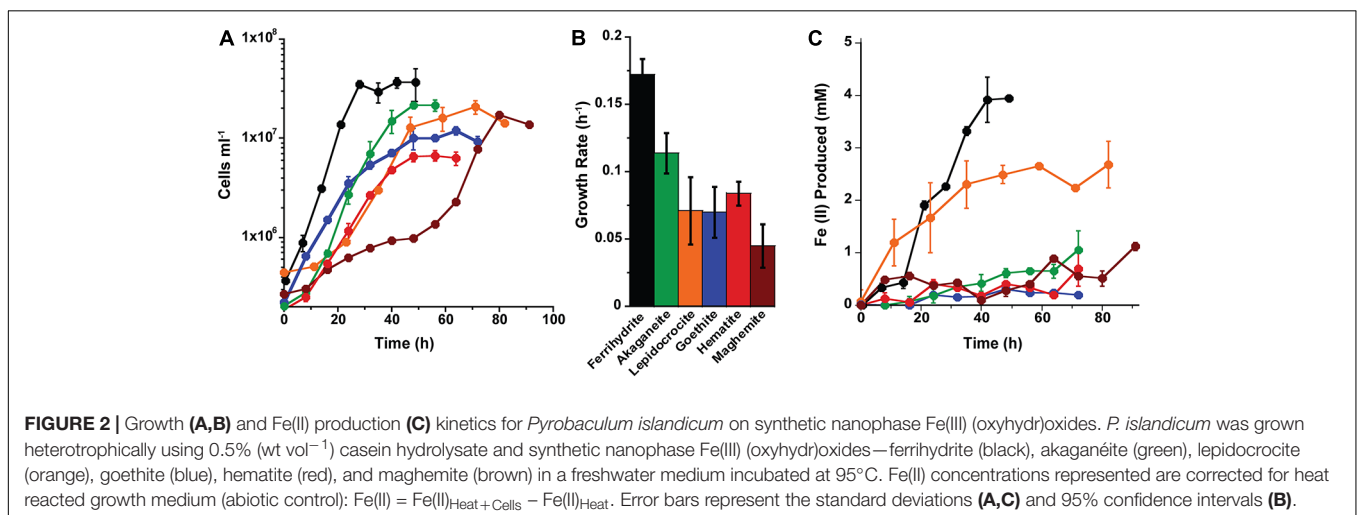 A
1x10⁸
1x10⁷
1x10⁶
Cells ml⁻¹
0 20 40 60 80 100
Time (h)
B
0.2
0.15
0.1
0.05
0
Growth Rate (h⁻¹)
Ferrihydrite
Akaganeite
Lepidocrocite
Goethite
Hematite
Maghemite
C
5
4
3
2
1
0
Fe (II) Produced (mM)
20 40 60 80
Time (h)
FIGURE 2 | Growth (A,B) and Fe(II) production (C) kinetics for Pyrobaculum islandicum on synthetic nanophase Fe(III) (oxyhydr)oxides. P. islandicum was grown
heterotrophically using 0.5% (wt vol⁻¹) casein hydrolysate and synthetic nanophase Fe(III) (oxyhydr)oxides—ferrihydrite (black), akaganéite (green), lepidocrocite
(orange), goethite (blue), hematite (red), and maghemite (brown) in a freshwater medium incubated at 95°C. Fe(II) concentrations represented are corrected for heat
reacted growth medium (abiotic control): Fe(II) = Fe(II)Heat+Cells – Fe(II)Heat. Error bars represent the standard deviations (A,C) and 95% confidence intervals (B).